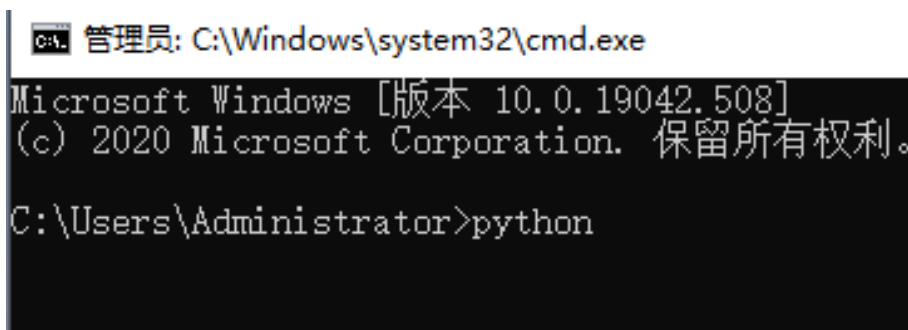 管理员: C:\Windows\system32\cmd.exe
Microsoft Windows [版本 10.0.19042.508]
(c) 2020 Microsoft Corporation. 保留所有权利。
C:\Users\Administrator>python